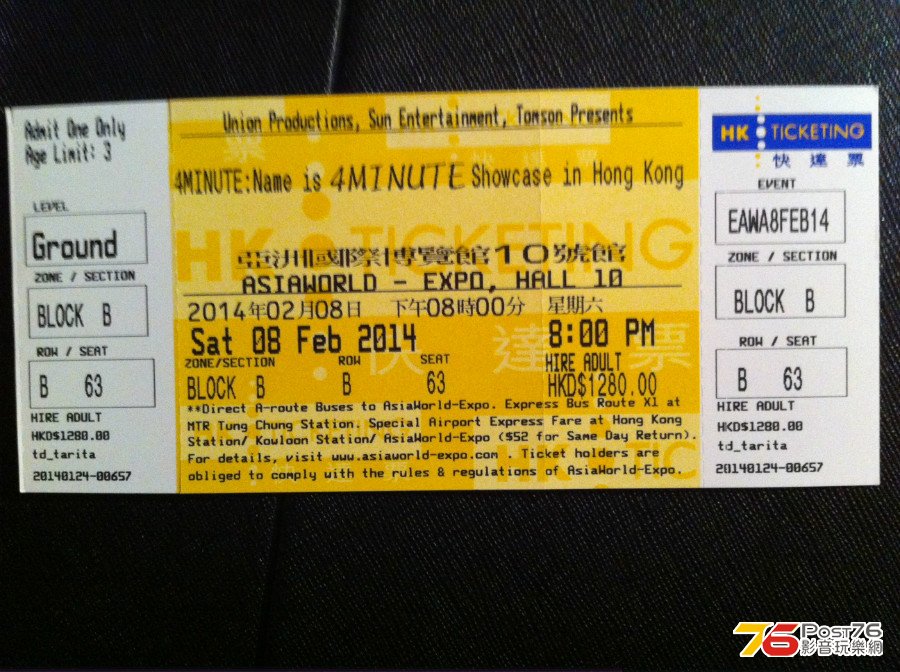 Admit One Only
Age Limit: 3
LEVEL
Ground
ZONE / SECTION
BLOCK B
ROW / SEAT
B 63
HIRE ADULT
HKD$1280.00
td_tarita
20140124-00657
Union Productions, Sun Entertainment, Tomson Presents
4MINUTE:Name is 4MINUTE Showcase in Hong Kong
HK TICKETING
亞洲國際博覽館10號館
ASIAWORLD - EXPO, HALL 10
2014年02月08日 下午08時00分 星期六
Sat 08 Feb 2014 8:00 PM
快達票
ZONE/SECTION ROW SEAT HIRE ADULT
BLOCK B B 63 HKD$1280.00
**Direct A-route Buses to AsiaWorld-Expo. Express Bus Route X1 at
MTR Tung Chung Station. Special Airport Express Fare at Hong Kong
Station/ Kowloon Station/ AsiaWorld-Expo ($52 for Same Day Return).
For details, visit www.asiaworld-expo.com . Ticket holders are
obliged to comply with the rules & regulations of AsiaWorld-Expo.
HK TICKETING
快達票
EVENT
EAWA8FEB14
ZONE / SECTION
BLOCK B
ROW / SEAT
B 63
HIRE ADULT
HKD$1280.00
td_tarita
20140124-00657
76 Post76
影音玩樂網